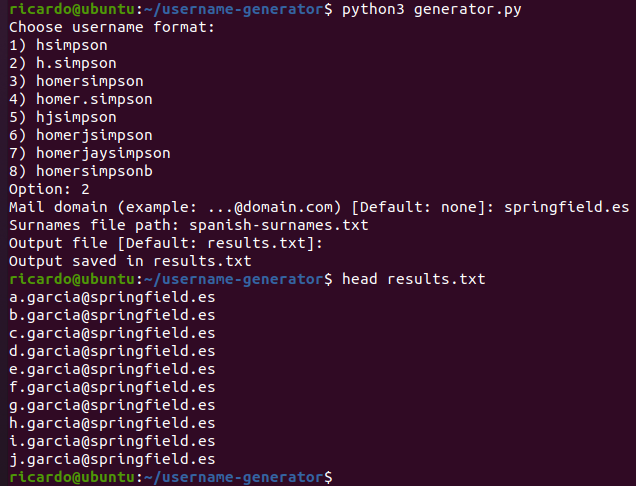 ricardo@ubuntu:~/username-generator$ python3 generator.py
Choose username format:
1) hsimpson
2) h.simpson
3) homersimpson
4) homer.simpson
5) hjsimpson
6) homerjsimpson
7) homerjaysimpson
8) homersimpsonb
Option: 2
Mail domain (example: ...@domain.com) [Default: none]: springfield.es
Surnames file path: spanish-surnames.txt
Output file [Default: results.txt]:
Output saved in results.txt
ricardo@ubuntu:~/username-generator$ head results.txt
a.garcia@springfield.es
b.garcia@springfield.es
c.garcia@springfield.es
d.garcia@springfield.es
e.garcia@springfield.es
f.garcia@springfield.es
g.garcia@springfield.es
h.garcia@springfield.es
i.garcia@springfield.es
j.garcia@springfield.es
ricardo@ubuntu:~/username-generator$